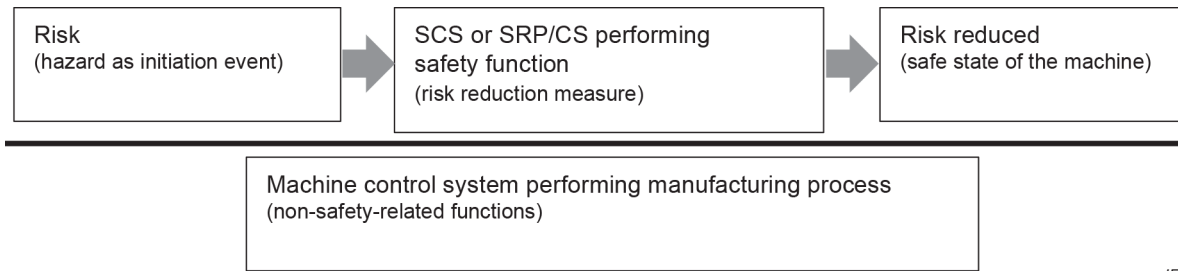 Risk
(hazard as initiation event)
SCS or SRP/CS performing
safety function
(risk reduction measure)
Risk reduced
(safe state of the machine)
Machine control system performing manufacturing process
(non-safety-related functions)